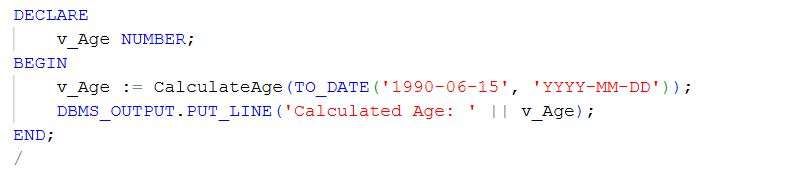 DECLARE
    v_Age NUMBER;
BEGIN
    v_Age := CalculateAge(TO_DATE('1990-06-15', 'YYYY-MM-DD'));
    DBMS_OUTPUT.PUT_LINE('Calculated Age: ' || v_Age);
END;
/